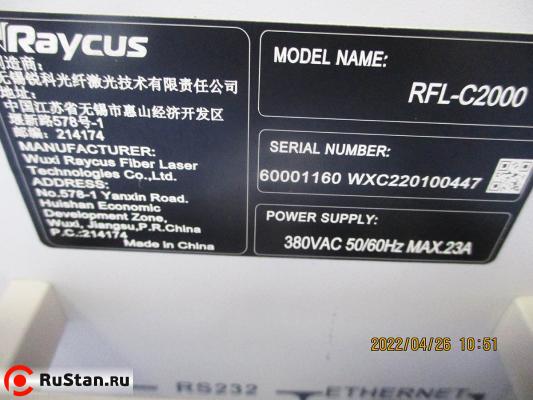 Raycus
制造商:
无锡锐科光纤激光技术有限责任公司
地址:
中国江苏省无锡市惠山经济开发区
堰新路578号-1
邮编: 214174
MANUFACTURER:
Wuxi Raycus Fiber Laser
Technologies Co.,Ltd.
ADDRESS:
No.578-1 Yanxin Road.
Huishan Economic
Development Zone,
Wuxi, Jiangsu,P.R.China
P.C.:214174
Made in China
MODEL NAME:
RFL-C2000
SERIAL NUMBER:
60001160 WXC220100447
POWER SUPPLY:
380VAC 50/60Hz MAX.23A
2022/04/26 10:51
RuStan.ru
RS232
ETHERNET